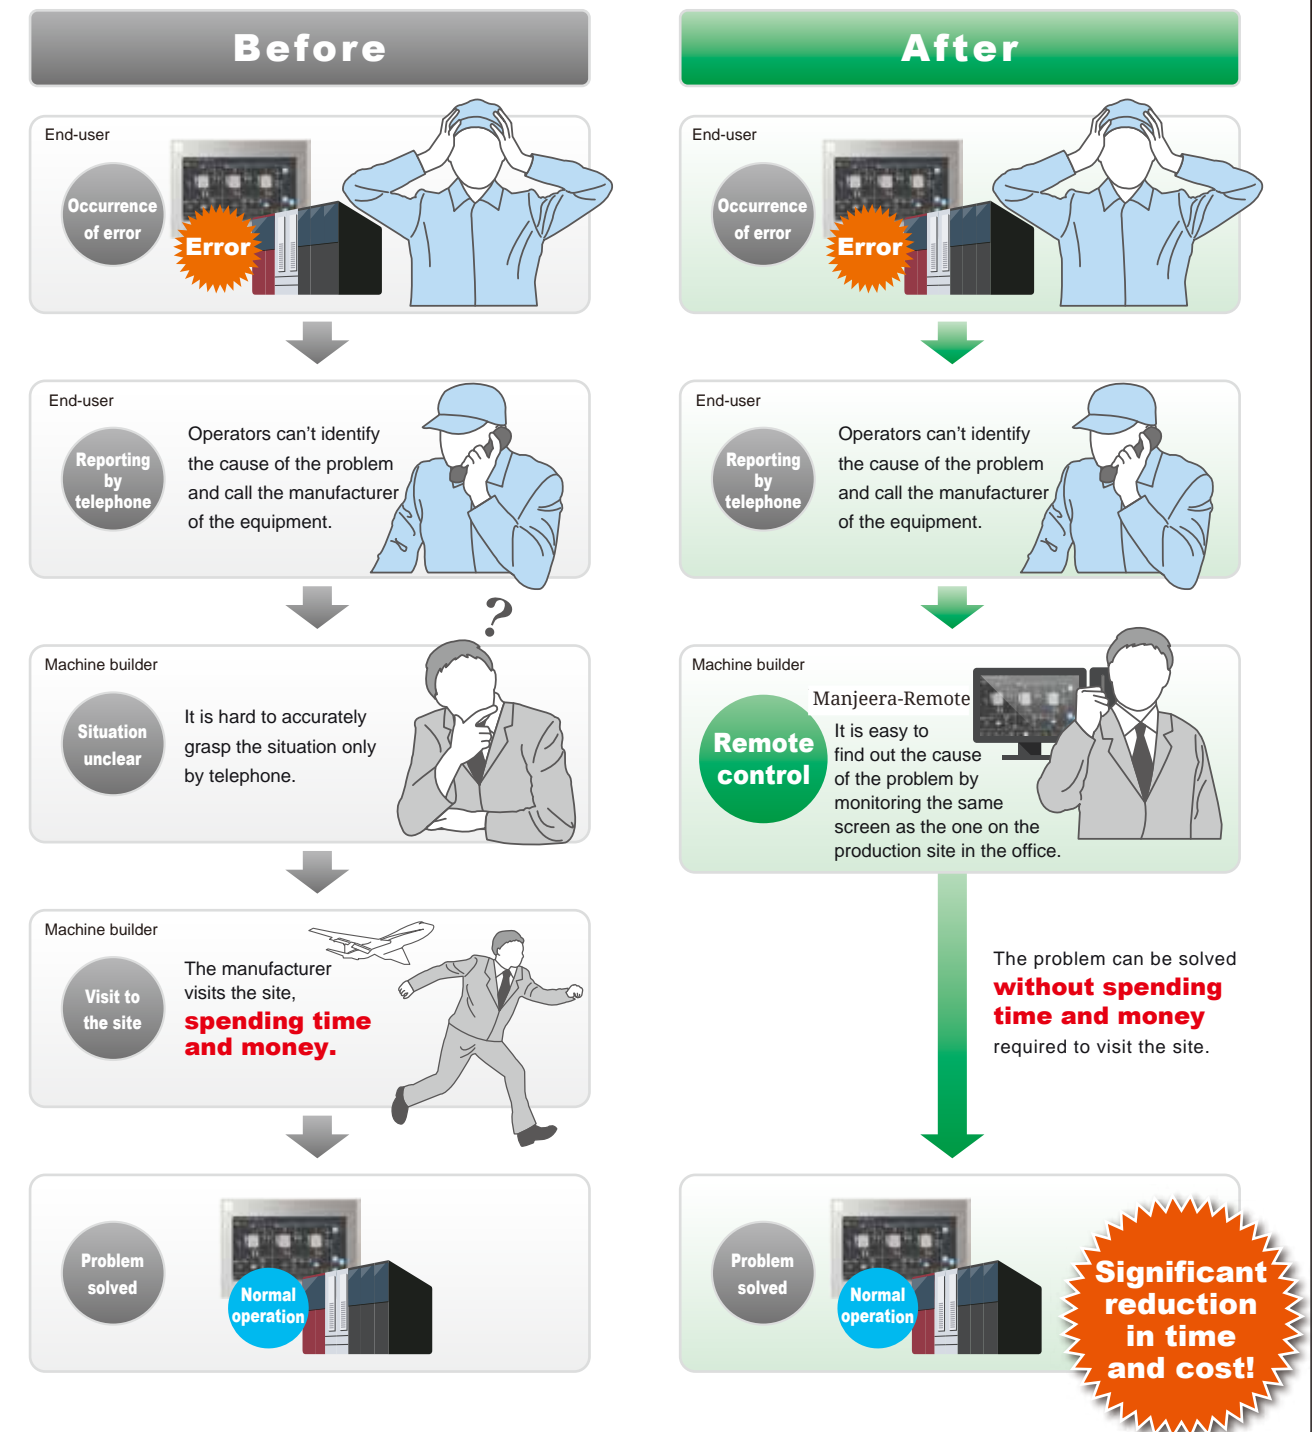 Before
End-user
Occurrence
of error
Error
End-user
Reporting
by
telephone
Operators can't identify
the cause of the problem
and call the manufacturer
of the equipment.
?
Machine builder
Situation
unclear
It is hard to accurately
grasp the situation only
by telephone.
Machine builder
Visit to
the site
The manufacturer
visits the site,
spending time
and money.
Problem
solved
Normal
operation
After
End-user
Occurrence
of error
Error
End-user
Reporting
by
telephone
Operators can't identify
the cause of the problem
and call the manufacturer
of the equipment.
Machine builder
Manjeera-Remote
Remote
control
It is easy to
find out the cause
of the problem by
monitoring the same
screen as the one on the
production site in the office.
The problem can be solved
without spending
time and money
required to visit the site.
Problem
solved
Normal
operation
Significant
reduction
in time
and cost!